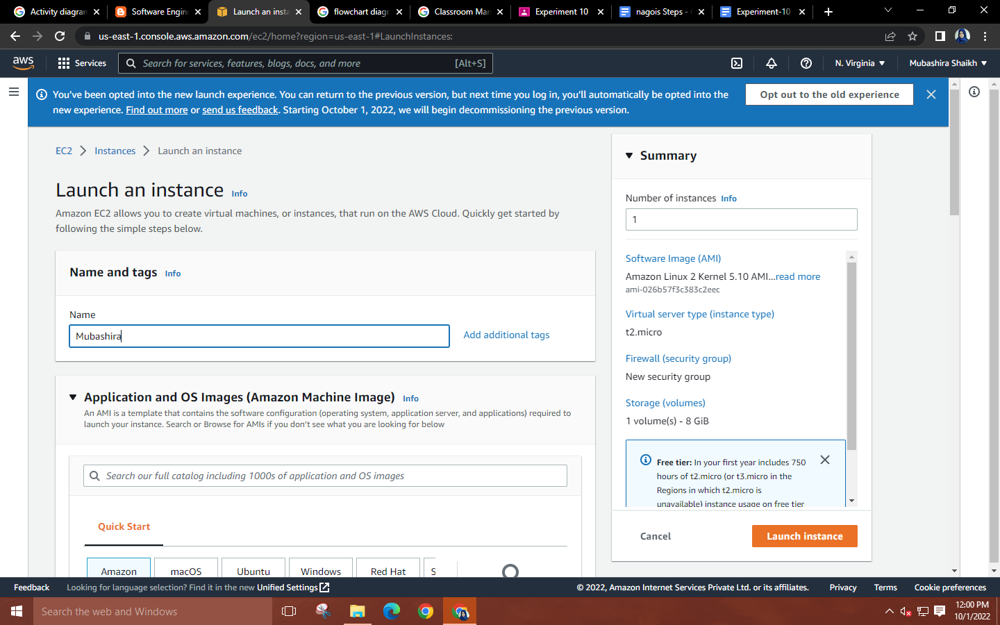 Activity diagran
Software Engin
Launch an insta
flowchart diagr
Classroom Man
Experiment 10
nagois Steps - G
Experiment-10
us-east-1.console.aws.amazon.com/ec2/home?region=us-east-1#LaunchInstances:
aws
Services
Search for services, features, blogs, docs, and more
[Alt+S]
N. Virginia
Mubashira Shaikh
You've been opted into the new launch experience. You can return to the previous version, but next time you log in, you'll automatically be opted into the
new experience. Find out more or send us feedback. Starting October 1, 2022, we will begin decommissioning the previous version.
Opt out to the old experience
EC2
Instances
Launch an instance
Launch an instance Info
Amazon EC2 allows you to create virtual machines, or instances, that run on the AWS Cloud. Quickly get started by
following the simple steps below.
Name and tags Info
Name
Mubashira
Add additional tags
Application and OS Images (Amazon Machine Image) Info
An AMI is a template that contains the software configuration (operating system, application server, and applications) required to
launch your instance. Search or Browse for AMIs if you don't see what you are looking for below
Search our full catalog including 1000s of application and OS images
Quick Start
Amazon
macOS
Ubuntu
Windows
Red Hat
S
Summary
Number of instances Info
1
Software Image (AMI)
Amazon Linux 2 Kernel 5.10 AMI...read more
ami-026b57f3c383c2eec
Virtual server type (instance type)
t2.micro
Firewall (security group)
New security group
Storage (volumes)
1 volume(s) - 8 GiB
Free tier: In your first year includes 750
hours of t2.micro (or t3.micro in the
Regions in which t2.micro is
unavailable) instance usage on free tier
Cancel
Launch instance
Feedback
Looking for language selection? Find it in the new Unified Settings
© 2022, Amazon Internet Services Private Ltd. or its affiliates.
Privacy
Terms
Cookie preferences
Search the web and Windows
12:00 PM
10/1/2022